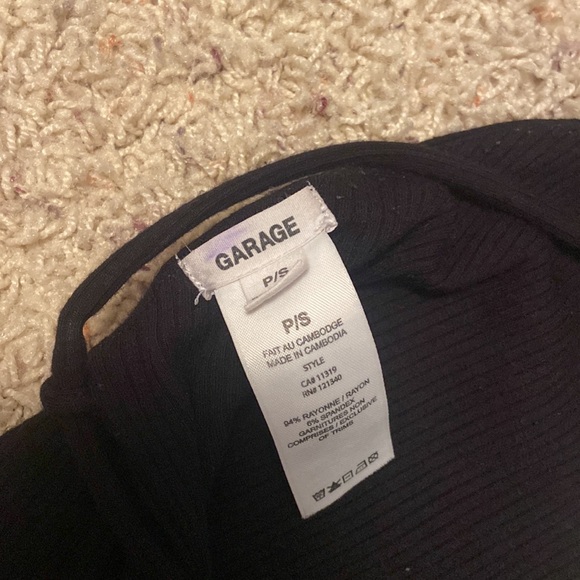 GARAGE
P/S
P/S
FAIT AU CAMBODGE
MADE IN CAMBODIA
STYLE
CA# 11319
RN# 121340
94% RAYONNE / RAYON
6% SPANDEX
GARNITURES NON
COMPRISES / EXCLUSIVE
OF TRIMS